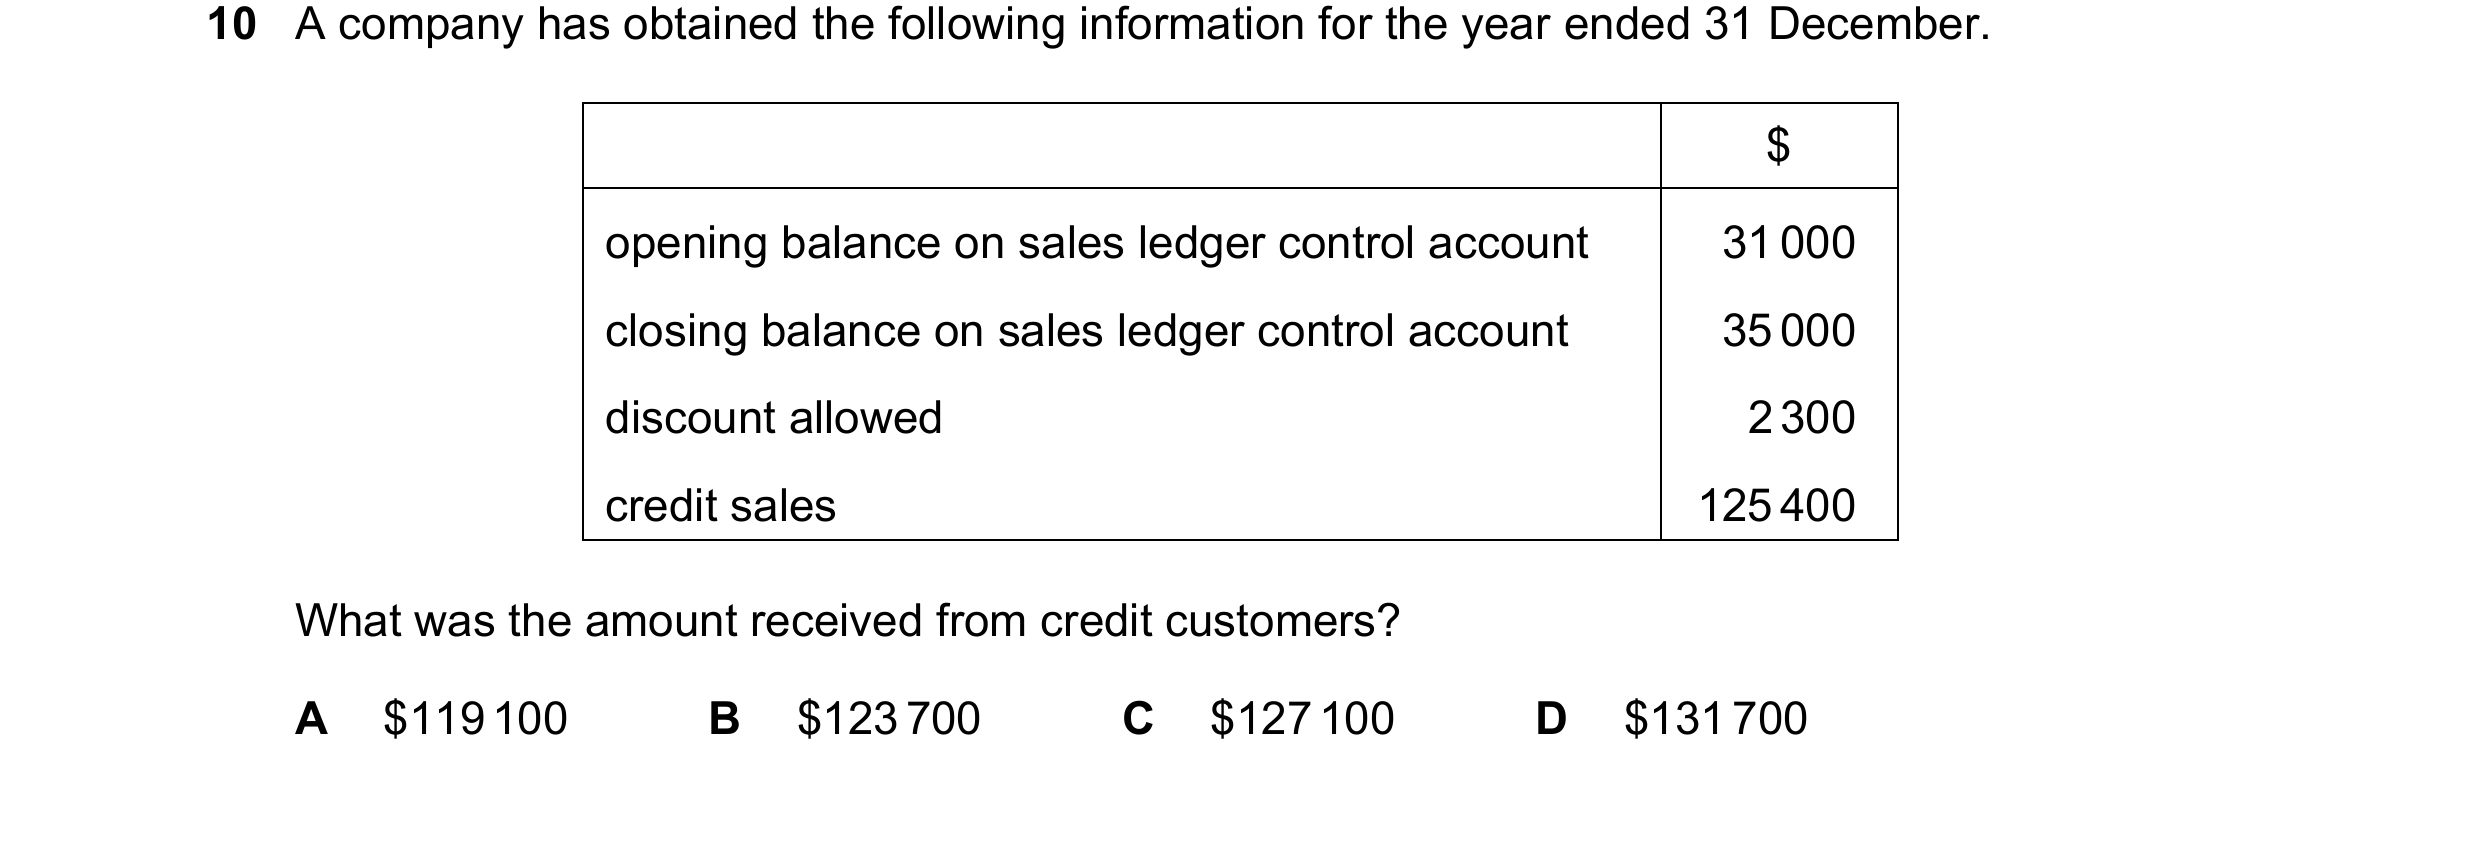 10 A company has obtained the following information for the year ended 31 December.
$
opening balance on sales ledger control account 31 000
closing balance on sales ledger control account 35 000
discount allowed 2 300
credit sales 125 400
What was the amount received from credit customers?
A $119 100 B $123 700 C $127 100 D $131 700